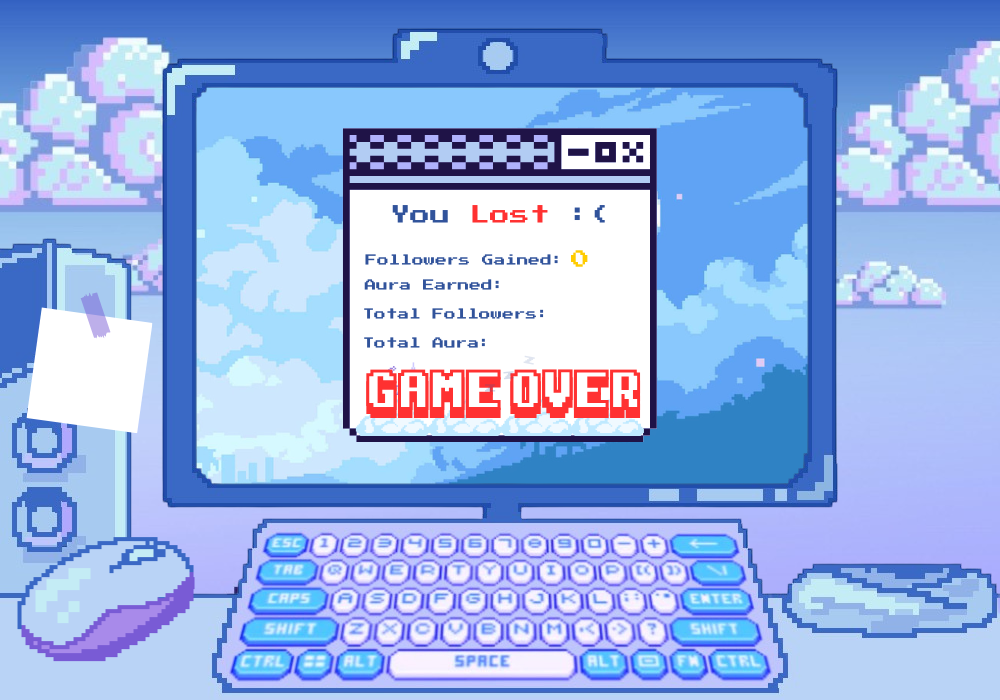 You Lost :(
Followers Gained: 0
Aura Earned:
Total Followers:
Total Aura:
z
z
GAME OVER
ESC 1 2 3 4 5 6 7 8 9 0 - + ←
TAB Q W E R T Y U I O P [( )] \|
CAPS A S D F G H J K L :; "' ENTER
SHIFT Z X C V B N M < > ? SHIFT
CTRL ALT SPACE ALT FN CTRL